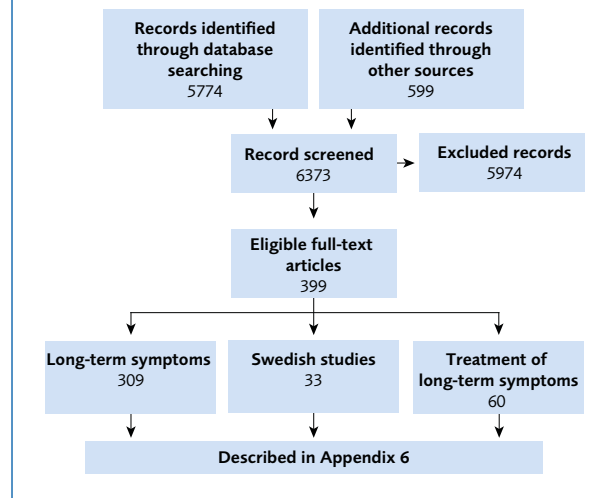 Records identified
through database
searching
5774
Additional records
identified through
other sources
599
Record screened
6373
Excluded records
5974
Eligible full-text
articles
399
Long-term symptoms
309
Swedish studies
33
Treatment of
long-term symptoms
60
Described in Appendix 6